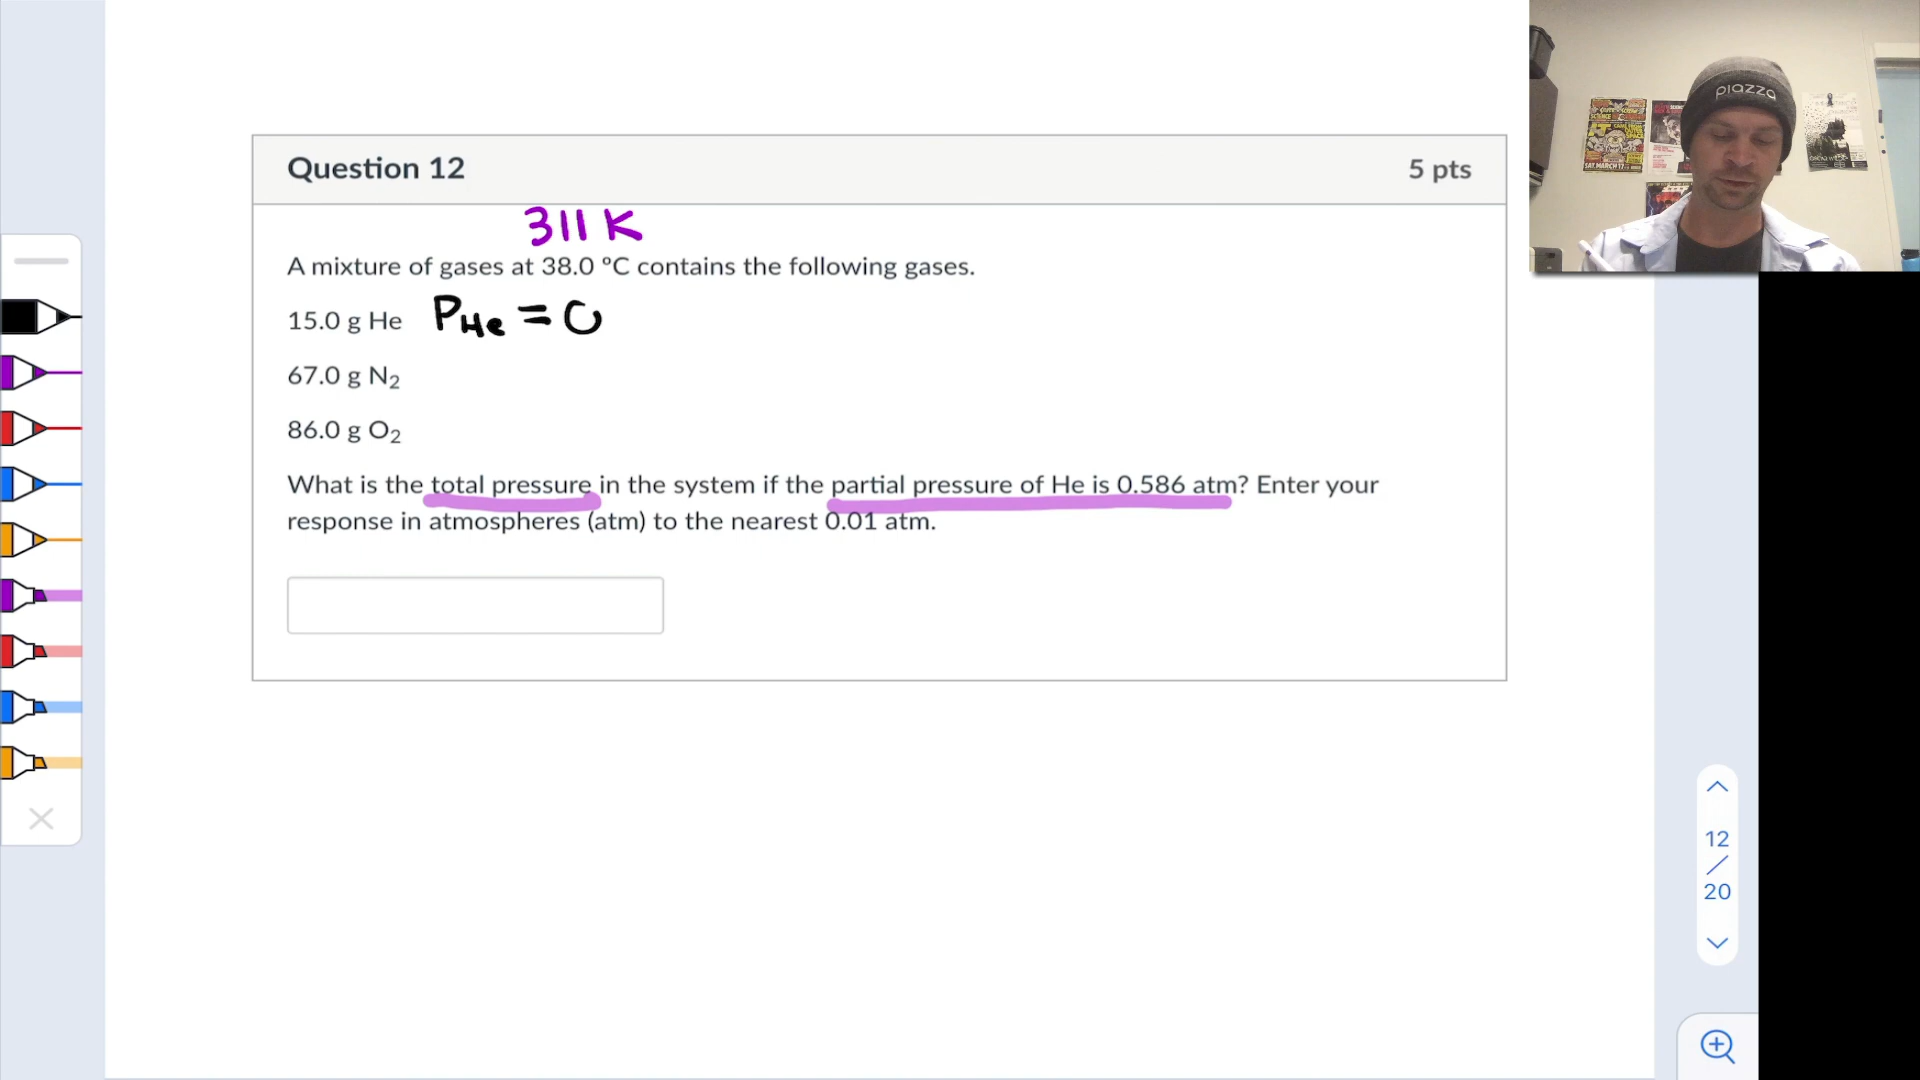 Question 12
5 pts
311 K
A mixture of gases at 38.0 ºC contains the following gases.
15.0 g He
P_He = 0
67.0 g N₂
86.0 g O₂
What is the total pressure in the system if the partial pressure of He is 0.586 atm? Enter your
response in atmospheres (atm) to the nearest 0.01 atm.
piazza
12
/
20